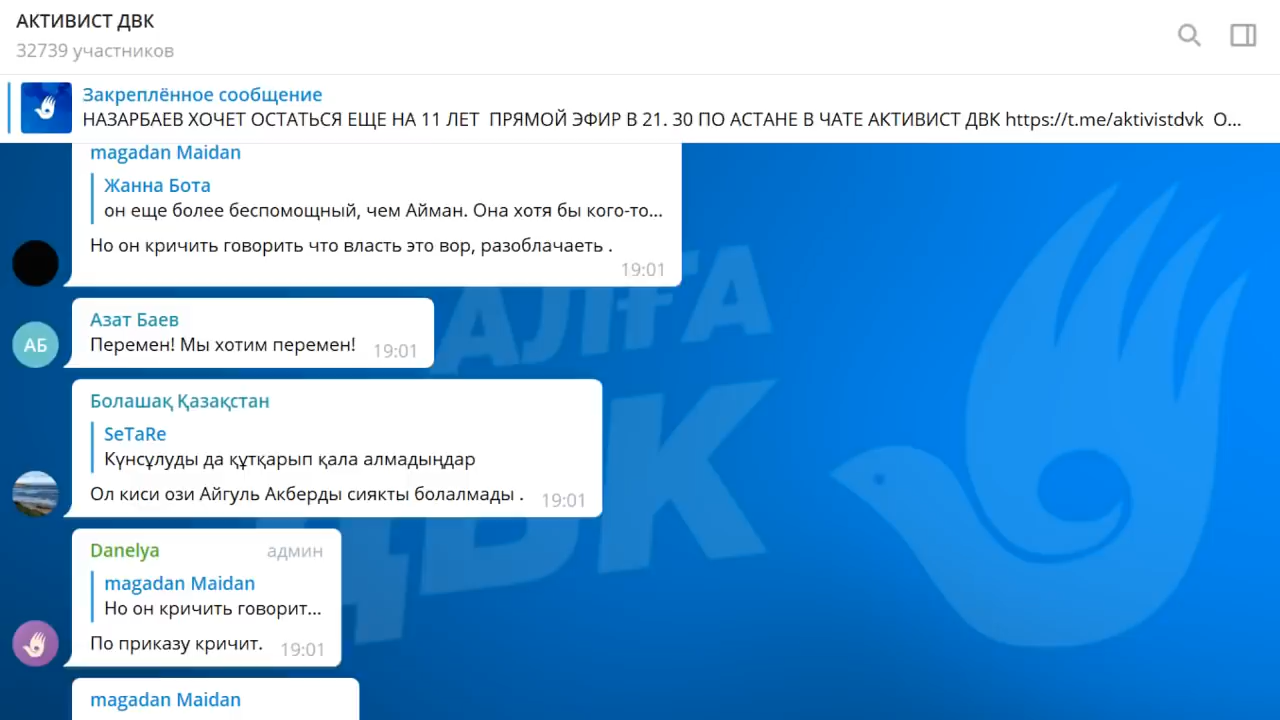 АКТИВИСТ ДВК
32739 участников
Закреплённое сообщение
НАЗАРБАЕВ ХОЧЕТ ОСТАТЬСЯ ЕЩЕ НА 11 ЛЕТ ПРЯМОЙ ЭФИР В 21. 30 ПО АСТАНЕ В ЧАТЕ АКТИВИСТ ДВК https://t.me/aktivistdvk О...
magadan Maidan
Жанна Бота
он еще более беспомощный, чем Айман. Она хотя бы кого-то...
Но он кричить говорить что власть это вор, разоблачаеть .
19:01
АЛҒА
ДВК
АБ
Азат Баев
Перемен! Мы хотим перемен!
19:01
Болашақ Қазақстан
SeTaRe
Күнсұлуды да құтқарып қала алмадыңдар
Ол киси ози Айгуль Акберды сиякты болалмады .
19:01
Danelya
админ
magadan Maidan
Но он кричить говорит...
По приказу кричит.
19:01
magadan Maidan